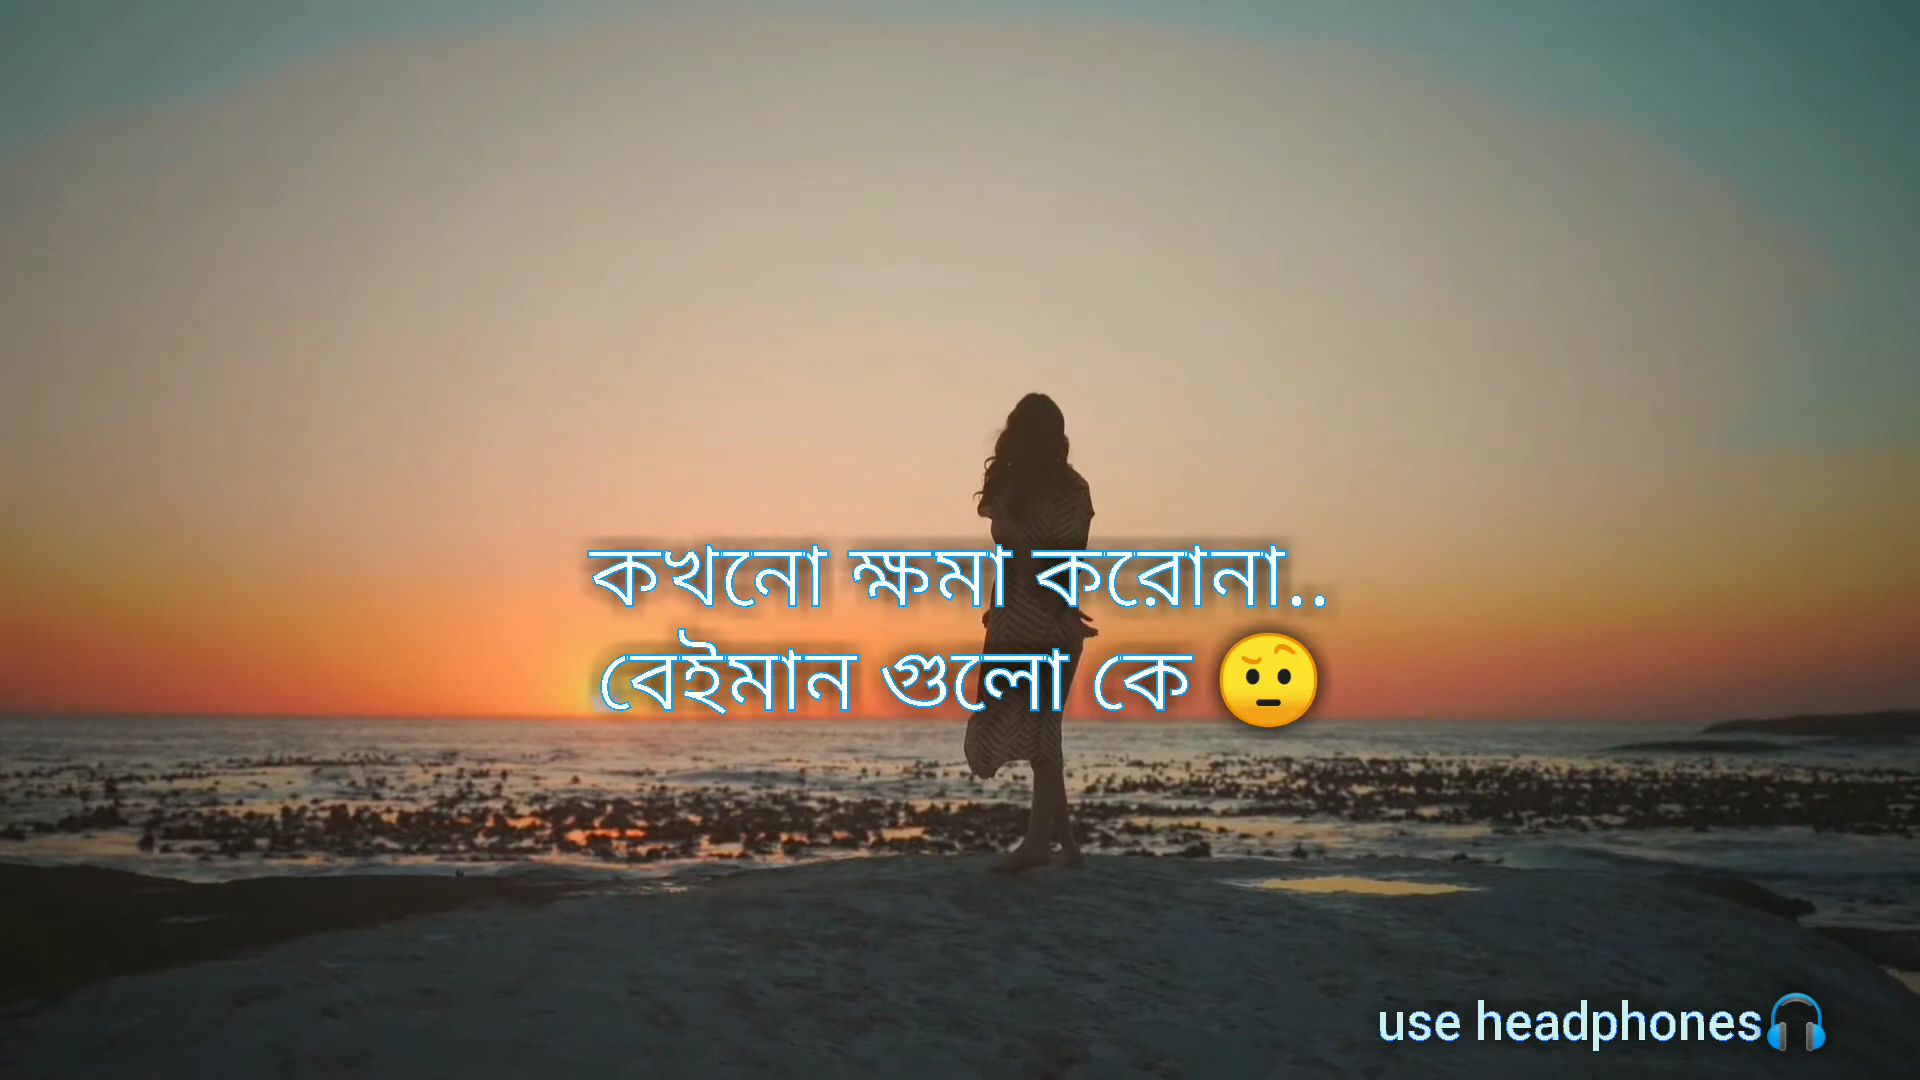 কখনো ক্ষমা করোনা..
বেইমান গুলো কে 🤨
use headphones🎧